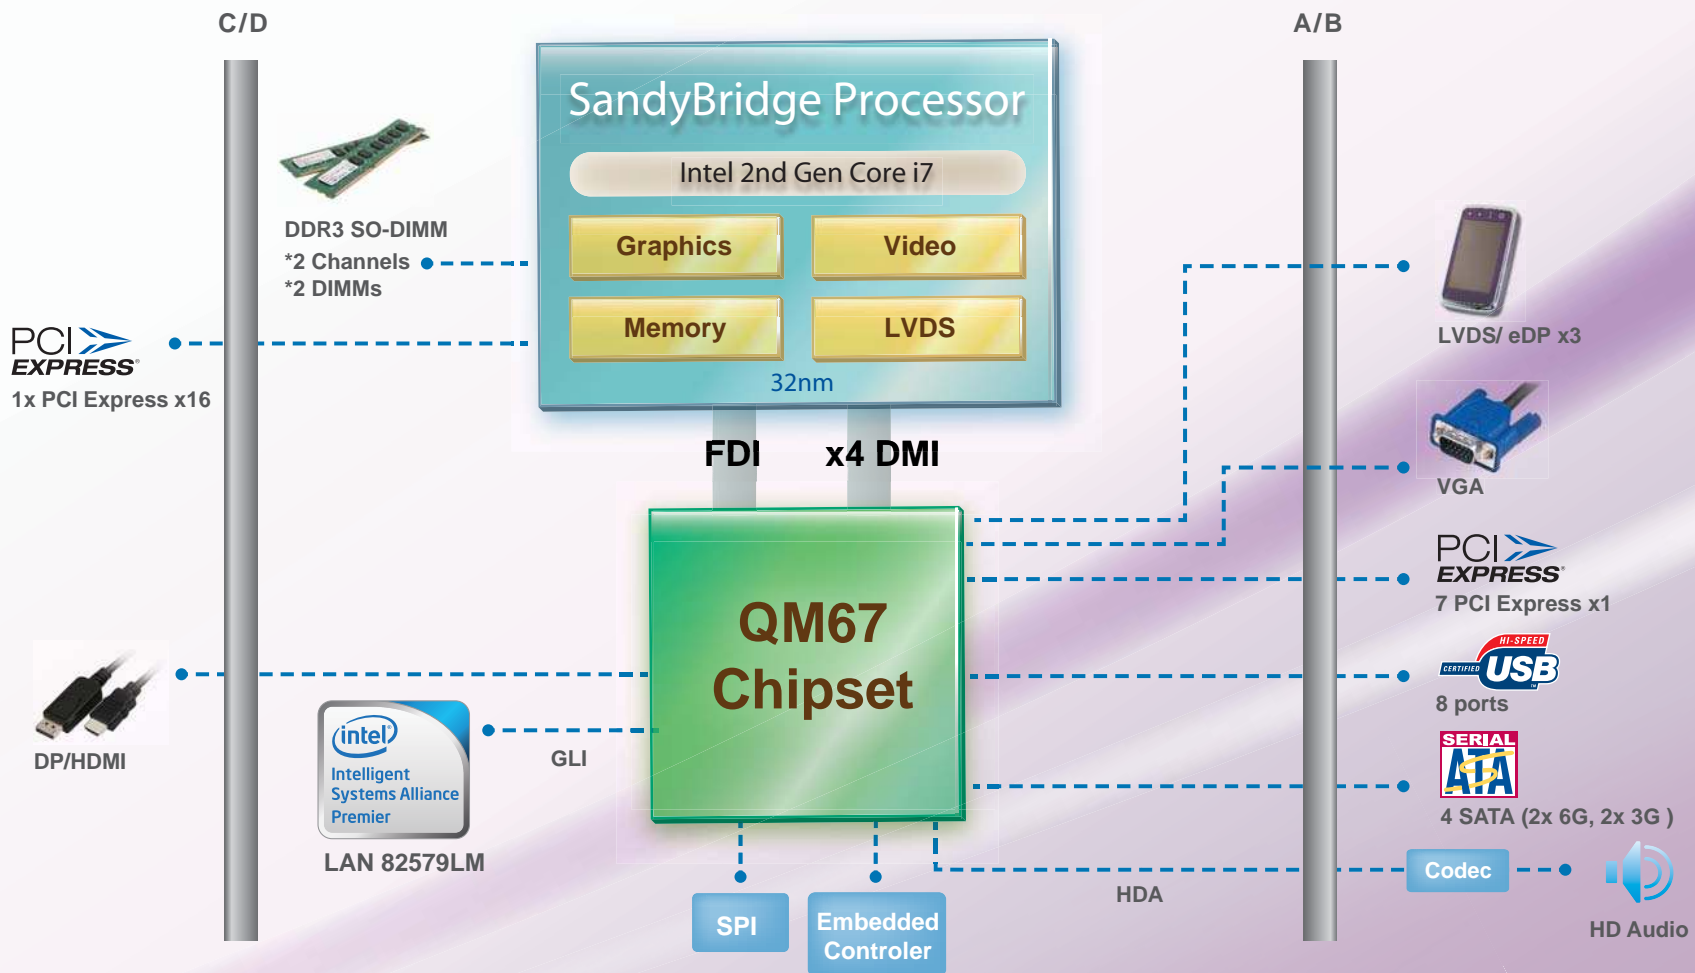 C/D
A/B
SandyBridge Processor
Intel 2nd Gen Core i7
Graphics
Video
Memory
LVDS
32nm
DDR3 SO-DIMM
*2 Channels
*2 DIMMs
PCI
EXPRESS®
1x PCI Express x16
LVDS/ eDP x3
FDI
x4 DMI
VGA
QM67
Chipset
PCI
EXPRESS®
7 PCI Express x1
HI-SPEED
CERTIFIED
USB
8 ports
DP/HDMI
intel®
Intelligent
Systems Alliance
Premier
LAN 82579LM
GLI
SERIAL
ATA
4 SATA (2x 6G, 2x 3G )
SPI
Embedded
Controler
HDA
Codec
HD Audio